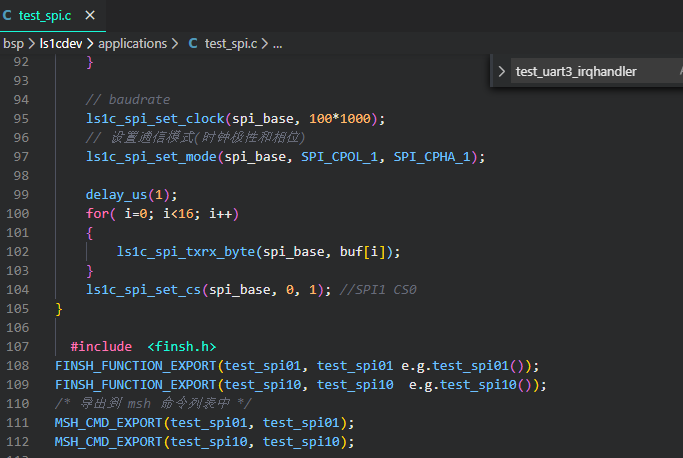 test_spi.c
bsp > ls1cdev > applications > C test_spi.c > ...
test_uart3_irqhandler
92 }
93
94 // baudrate
95 ls1c_spi_set_clock(spi_base, 100*1000);
96 // 设置通信模式(时钟极性和相位)
97 ls1c_spi_set_mode(spi_base, SPI_CPOL_1, SPI_CPHA_1);
98
99 delay_us(1);
100 for( i=0; i<16; i++)
101 {
102 ls1c_spi_txrx_byte(spi_base, buf[i]);
103 }
104 ls1c_spi_set_cs(spi_base, 0, 1); //SPI1 CS0
105 }
106
107 #include <finsh.h>
108 FINSH_FUNCTION_EXPORT(test_spi01, test_spi01 e.g.test_spi01());
109 FINSH_FUNCTION_EXPORT(test_spi10, test_spi10 e.g.test_spi10());
110 /* 导出到 msh 命令列表中 */
111 MSH_CMD_EXPORT(test_spi01, test_spi01);
112 MSH_CMD_EXPORT(test_spi10, test_spi10);